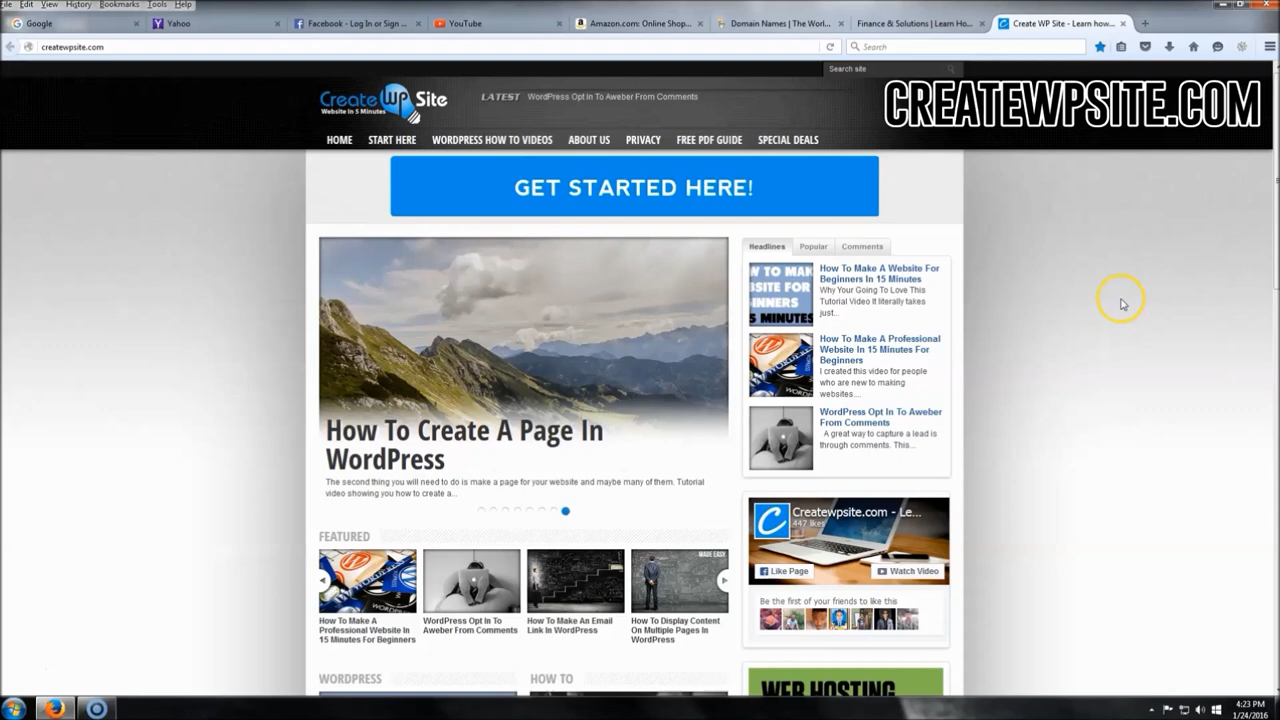 File Edit View History Bookmarks Tools Help
Google
Yahoo
Facebook - Log In or Sign ...
YouTube
Amazon.com: Online Shop...
Domain Names | The Worl...
Finance & Solutions | Learn Ho...
Create WP Site - Learn how...
createwpsite.com
Search
Search site
Create WP Site
Website In 5 Minutes
LATEST WordPress Opt In To Aweber From Comments
CREATEWPSITE.COM
HOME START HERE WORDPRESS HOW TO VIDEOS ABOUT US PRIVACY FREE PDF GUIDE SPECIAL DEALS
GET STARTED HERE!
How To Create A Page In
WordPress
The second thing you will need to do is make a page for your website and maybe many of them. Tutorial
video showing you how to create a...
Headlines Popular Comments
W TO MAK
SITE FOR
INNERS
5 MINUTES
How To Make A Website For
Beginners In 15 Minutes
Why Your Going To Love This
Tutorial Video It literally takes
just...
How To Make A Professional
Website In 15 Minutes For
Beginners
I created this video for people
who are new to making
websites....
WordPress Opt In To Aweber
From Comments
A great way to capture a lead is
through comments. This...
Createwpsite.com - Le...
447 likes
Like Page
Watch Video
Be the first of your friends to like this
FEATURED
MADE EASY
How To Make A
Professional Website In
15 Minutes For Beginners
WordPress Opt In To
Aweber From Comments
How To Make An Email
Link In WordPress
How To Display Content
On Multiple Pages In
WordPress
WORDPRESS
HOW TO
WEB HOSTING
4:23 PM
1/24/2016